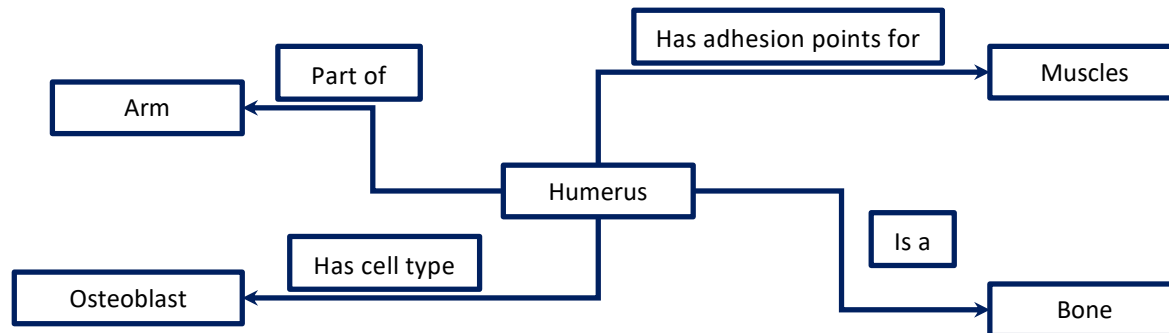 Has adhesion points for
Part of
Muscles
Arm
Humerus
Is a
Has cell type
Osteoblast
Bone